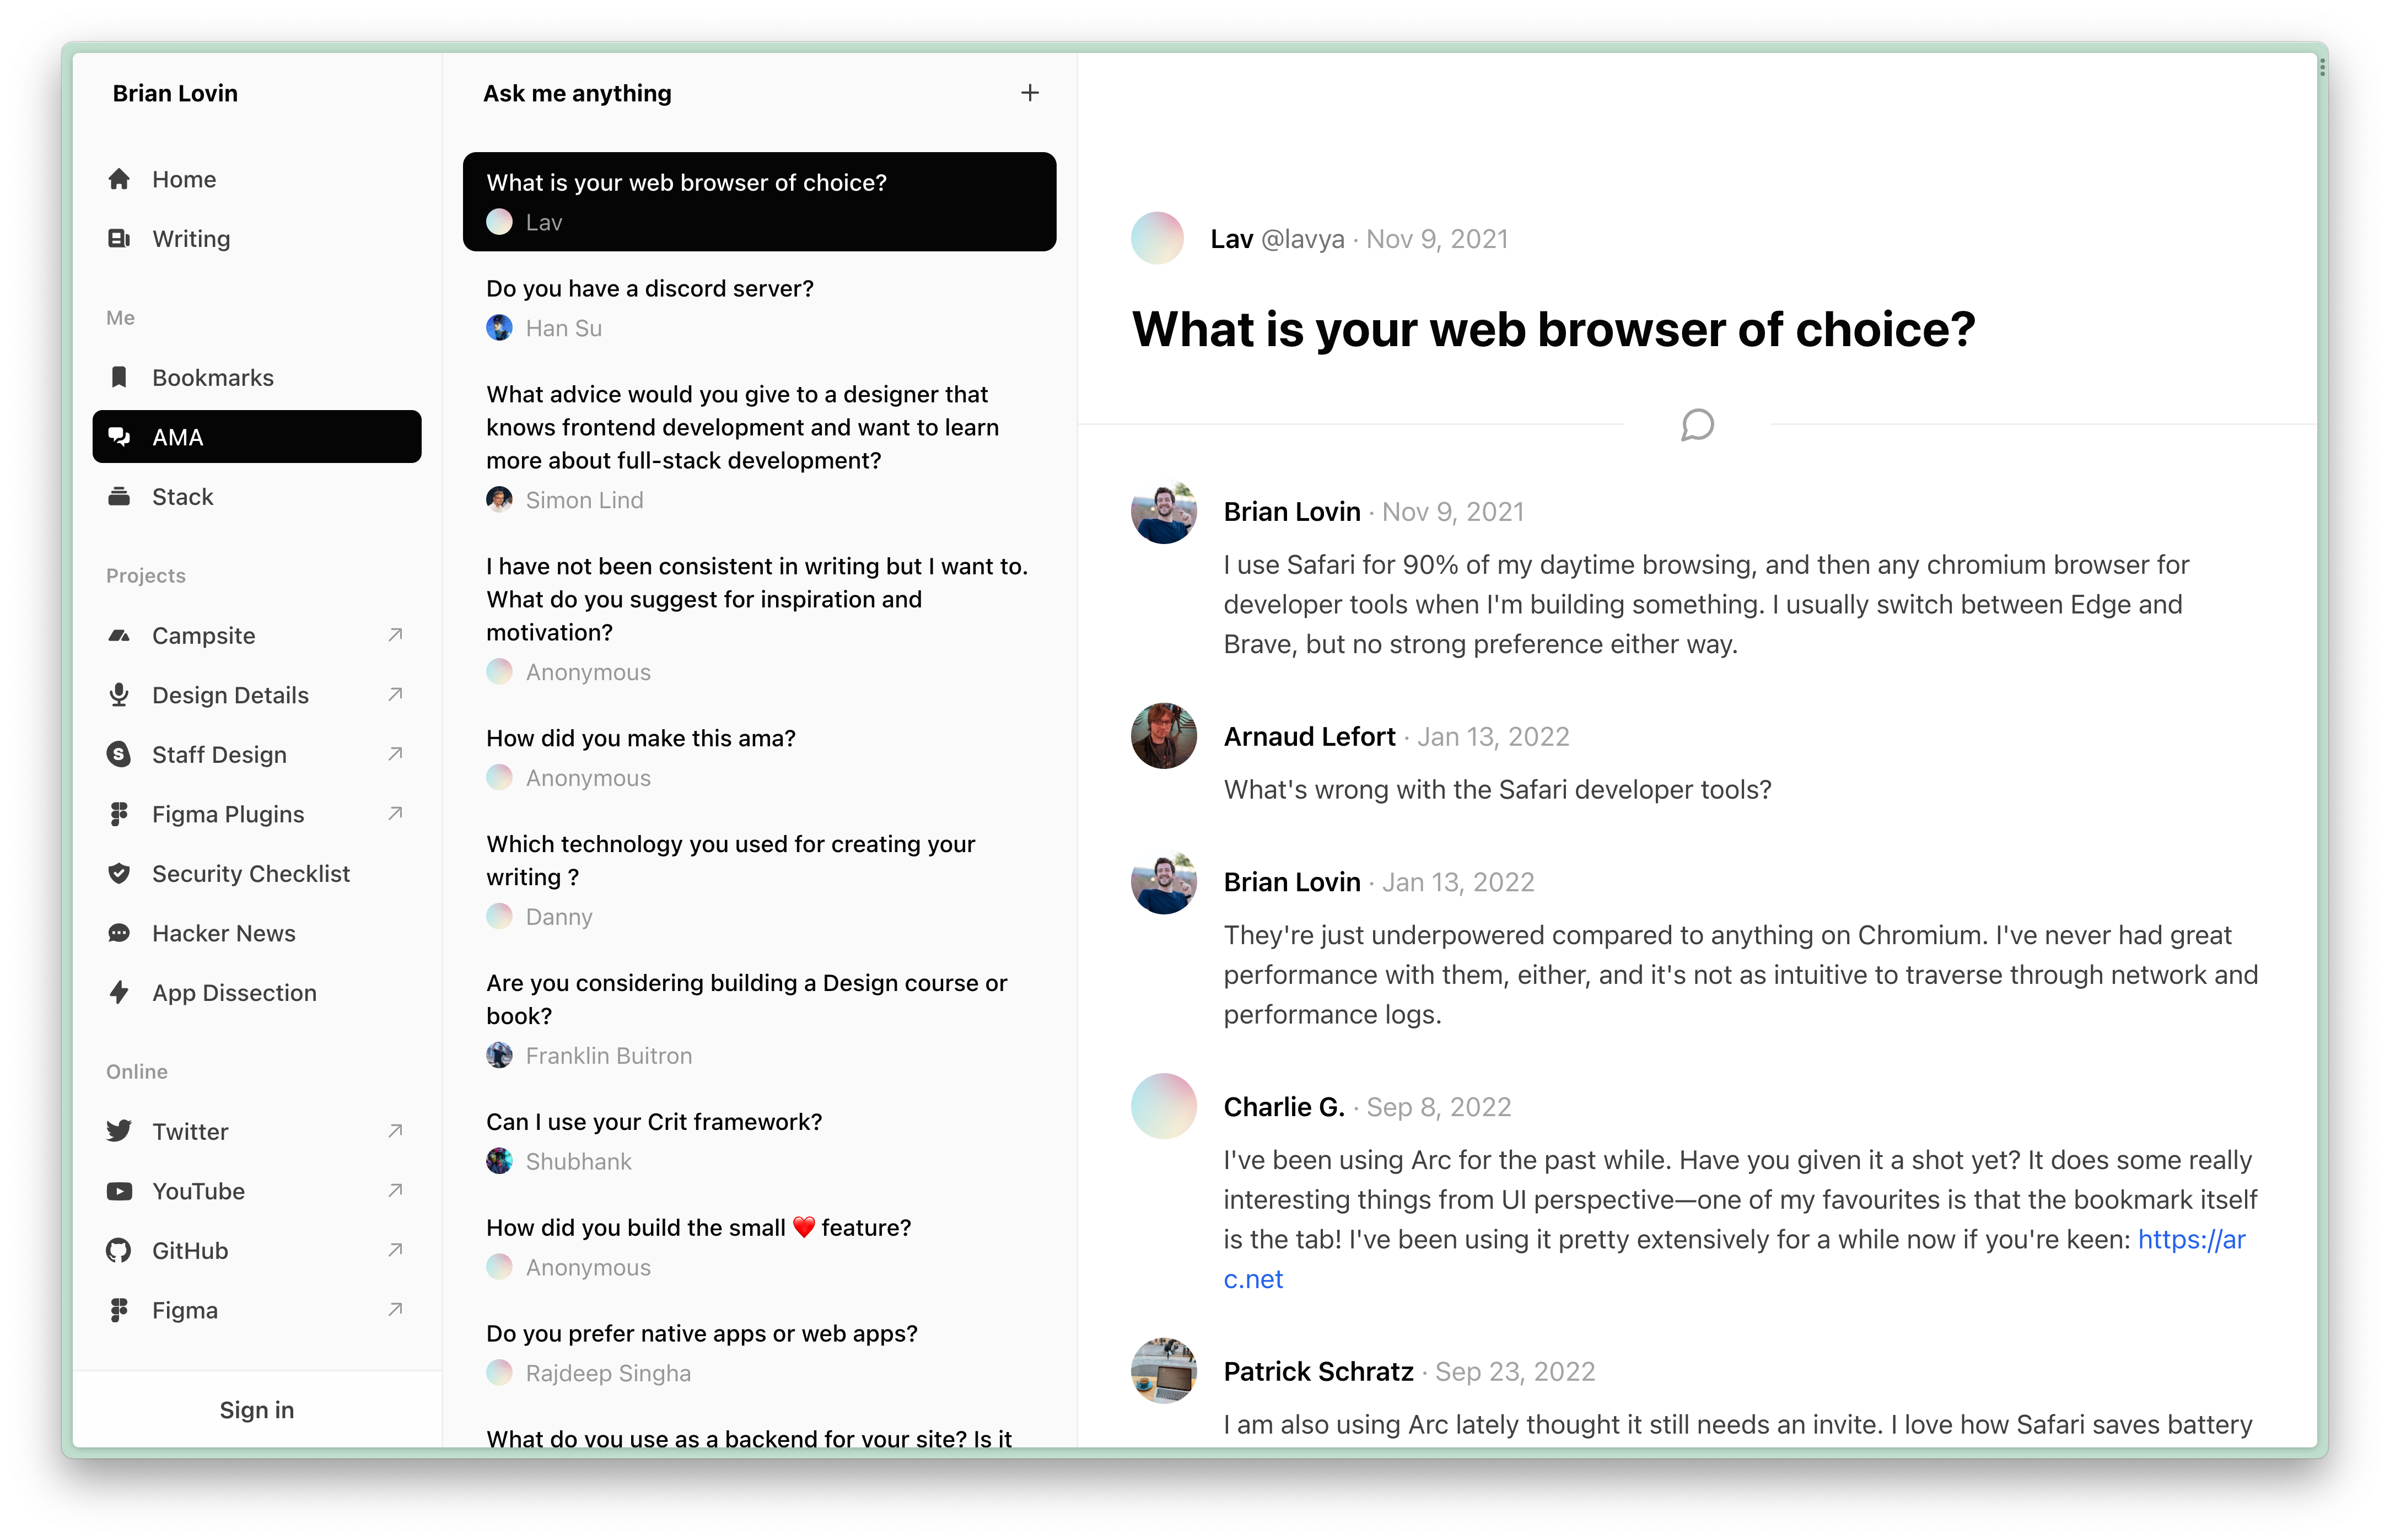 Brian Lovin
Home
Writing
Me
Bookmarks
AMA
Stack
Projects
Campsite
Design Details
Staff Design
Figma Plugins
Security Checklist
Hacker News
App Dissection
Online
Twitter
YouTube
GitHub
Figma
Sign in
Ask me anything
What is your web browser of choice?
Lav
Do you have a discord server?
Han Su
What advice would you give to a designer that
knows frontend development and want to learn
more about full-stack development?
Simon Lind
I have not been consistent in writing but I want to.
What do you suggest for inspiration and
motivation?
Anonymous
How did you make this ama?
Anonymous
Which technology you used for creating your
writing ?
Danny
Are you considering building a Design course or
book?
Franklin Buitron
Can I use your Crit framework?
Shubhank
How did you build the small ❤️ feature?
Anonymous
Do you prefer native apps or web apps?
Rajdeep Singha
What do you use as a backend for your site? Is it
Lav @lavya · Nov 9, 2021
What is your web browser of choice?
Brian Lovin · Nov 9, 2021
I use Safari for 90% of my daytime browsing, and then any chromium browser for
developer tools when I'm building something. I usually switch between Edge and
Brave, but no strong preference either way.
Arnaud Lefort · Jan 13, 2022
What's wrong with the Safari developer tools?
Brian Lovin · Jan 13, 2022
They're just underpowered compared to anything on Chromium. I've never had great
performance with them, either, and it's not as intuitive to traverse through network and
performance logs.
Charlie G. · Sep 8, 2022
I've been using Arc for the past while. Have you given it a shot yet? It does some really
interesting things from UI perspective—one of my favourites is that the bookmark itself
is the tab! I've been using it pretty extensively for a while now if you're keen: https://ar
c.net
Patrick Schratz · Sep 23, 2022
I am also using Arc lately thought it still needs an invite. I love how Safari saves battery